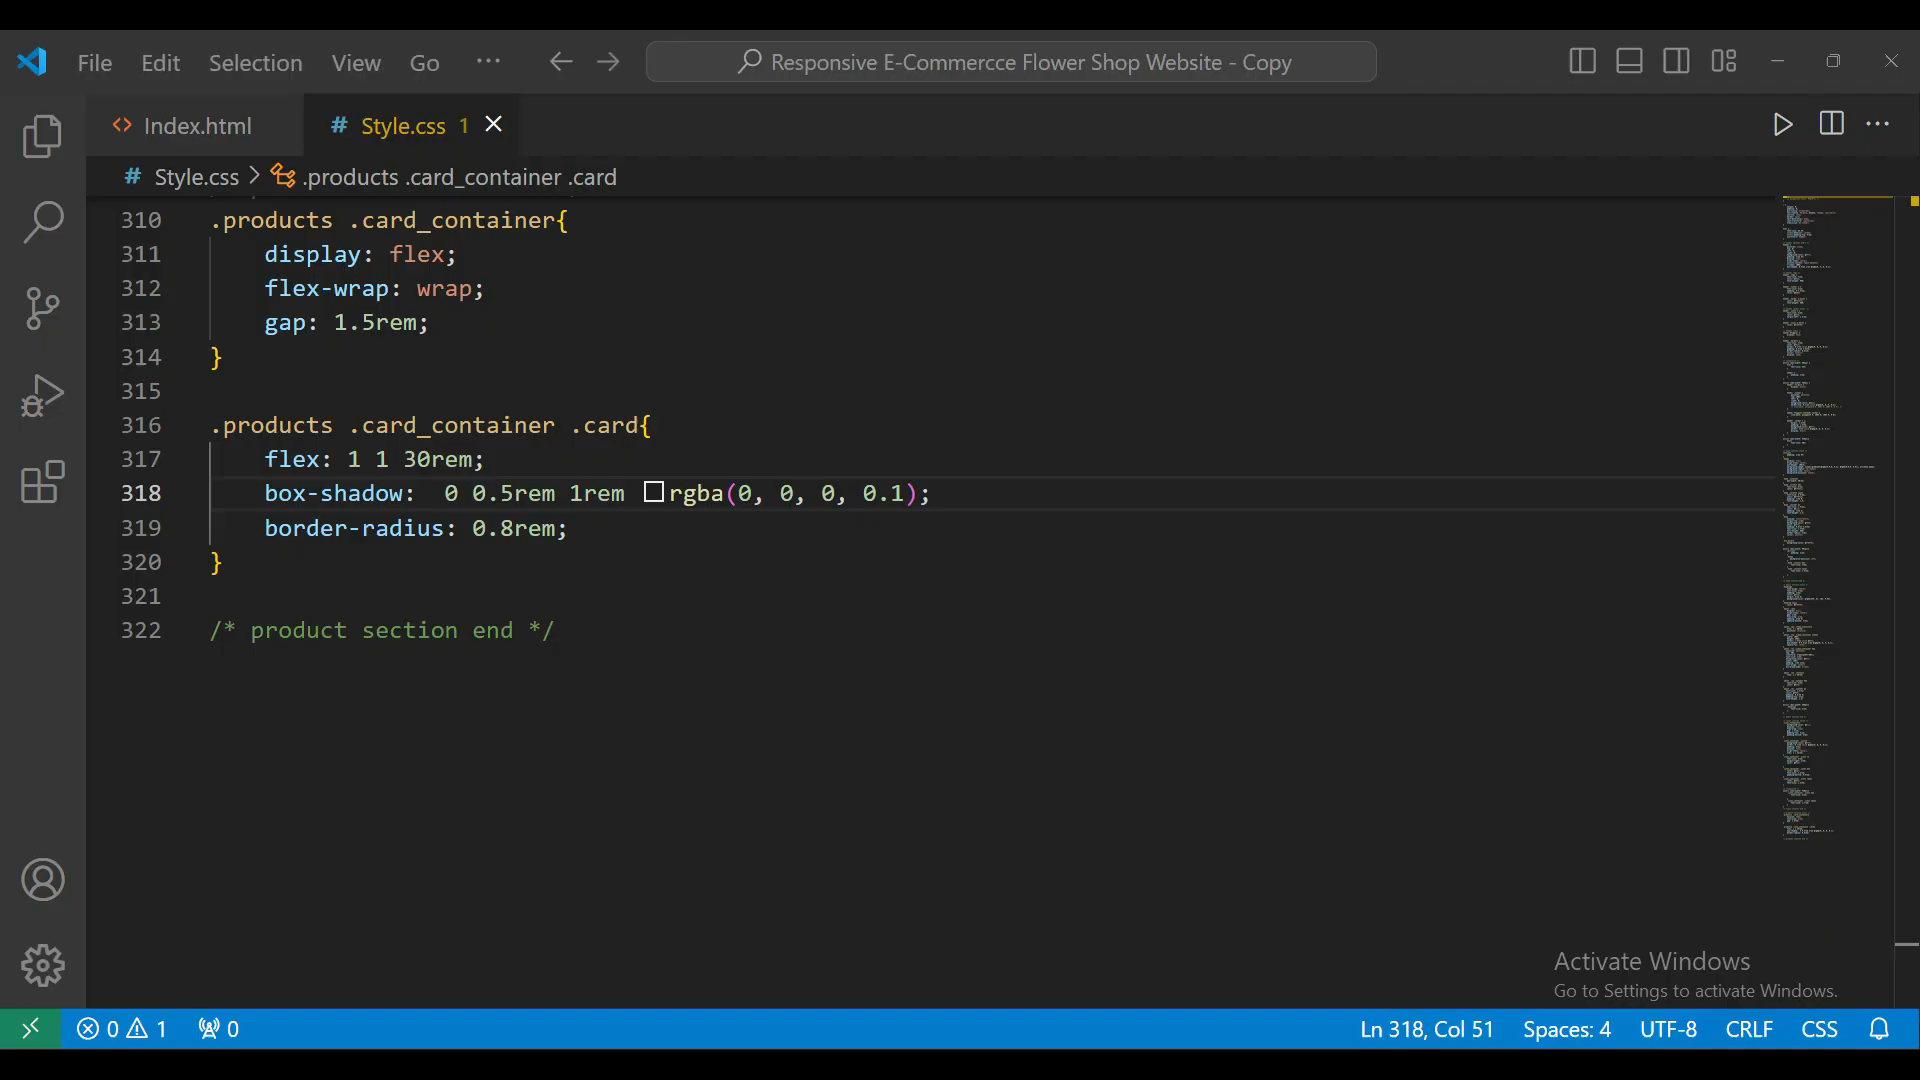 File Edit Selection View Go ··· Responsive E-Commercce Flower Shop Website - Copy
Index.html # Style.css 1
# Style.css > .products .card_container .card
310 .products .card_container{
311 display: flex;
312 flex-wrap: wrap;
313 gap: 1.5rem;
314 }
315
316 .products .card_container .card{
317 flex: 1 1 30rem;
318 box-shadow:  0 0.5rem 1rem rgba(0, 0, 0, 0.1);
319 border-radius: 0.8rem;
320 }
321
322 /* product section end */
Activate Windows
Go to Settings to activate Windows.
0 1 0 Ln 318, Col 51 Spaces: 4 UTF-8 CRLF CSS